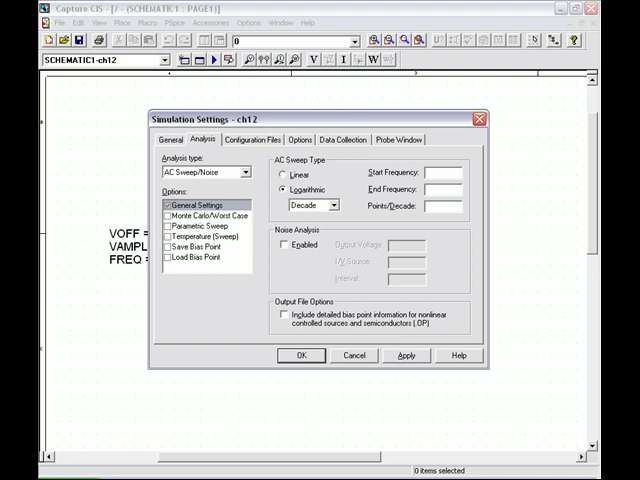 Capture CIS - [/ - (SCHEMATIC1 : PAGE1)]
File Edit View Place Macro PSpice Accessories Options Window Help
0
SCHEMATIC1-ch12
V I W
Simulation Settings - ch12
General Analysis Configuration Files Options Data Collection Probe Window
Analysis type:
AC Sweep/Noise
Options:
General Settings
Monte Carlo/Worst Case
Parametric Sweep
Temperature (Sweep)
Save Bias Point
Load Bias Point
AC Sweep Type
Linear
Logarithmic
Decade
Start Frequency:
End Frequency:
Points/Decade:
Noise Analysis
Enabled
Output Voltage:
I/V Source:
Interval:
Output File Options
Include detailed bias point information for nonlinear
controlled sources and semiconductors (.OP)
OK Cancel Apply Help
VOFF =
VAMPL
FREQ =
0 items selected